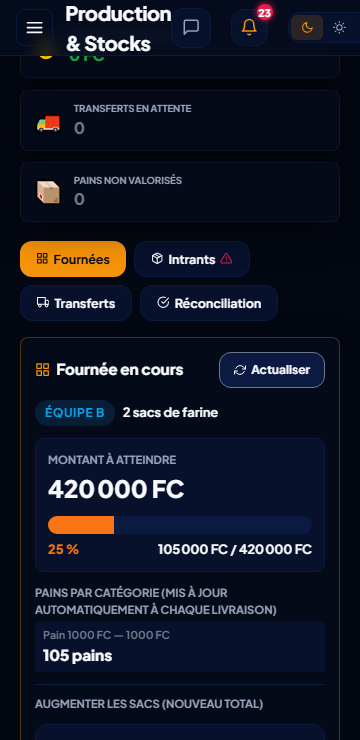 Production
& Stocks
23
0 FC
TRANSFERTS EN ATTENTE
0
PAINS NON VALORISÉS
0
Fournées
Intrants
Transferts
Réconciliation
Fournée en cours
Actualiser
ÉQUIPE B
2 sacs de farine
MONTANT À ATTEINDRE
420 000 FC
25 %
105 000 FC / 420 000 FC
PAINS PAR CATÉGORIE (MIS À JOUR
AUTOMATIQUEMENT À CHAQUE LIVRAISON)
Pain 1000 FC — 1000 FC
105 pains
AUGMENTER LES SACS (NOUVEAU TOTAL)